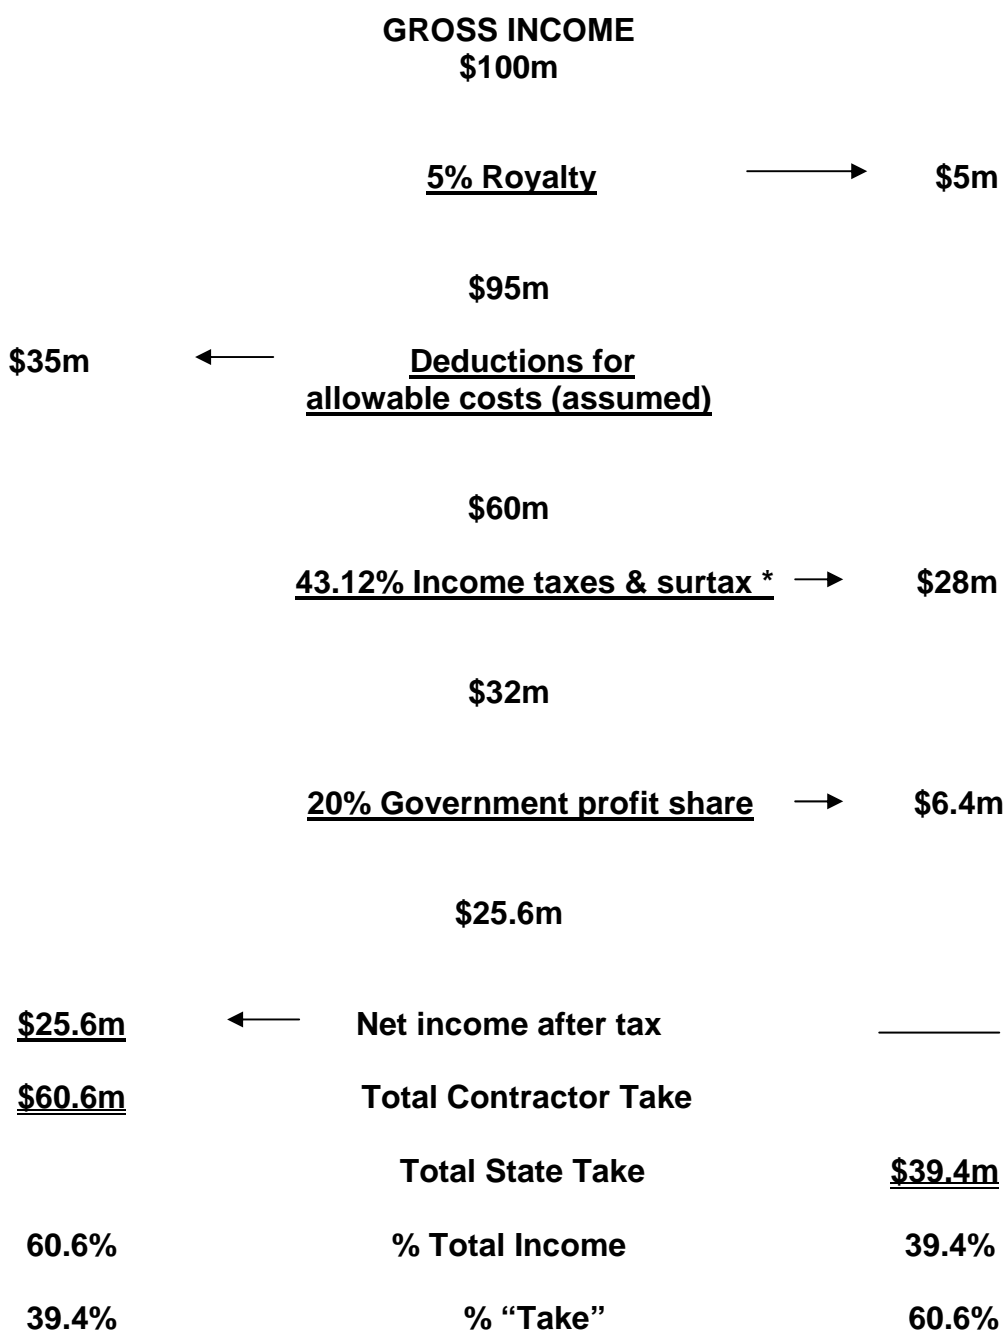 GROSS INCOME
$100m
5% Royalty $5m
$95m
$35m Deductions for
allowable costs (assumed)
$60m
43.12% Income taxes & surtax * $28m
$32m
20% Government profit share $6.4m
$25.6m
$25.6m Net income after tax
$60.6m Total Contractor Take
Total State Take $39.4m
60.6% % Total Income 39.4%
39.4% % “Take” 60.6%